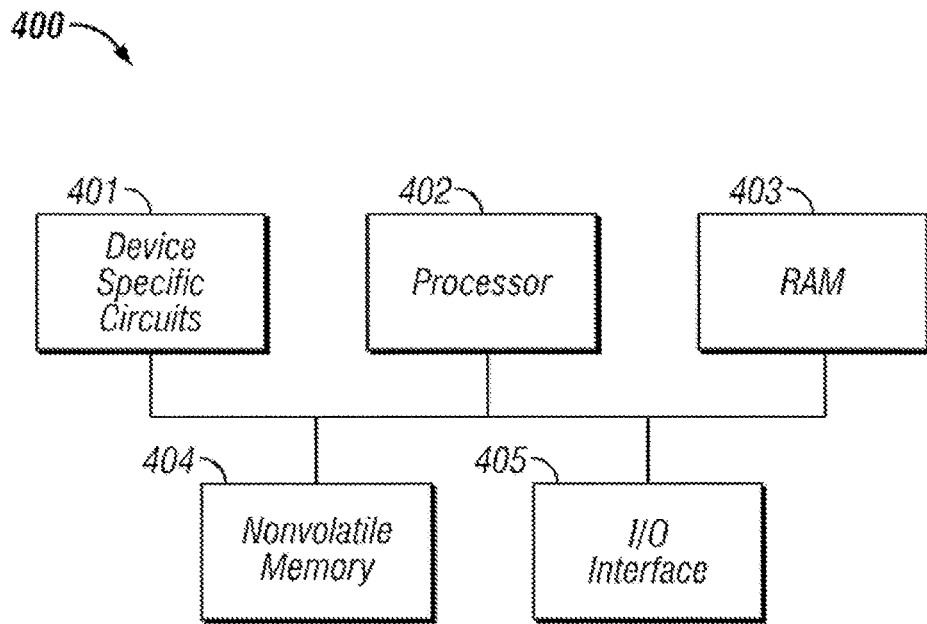 400
401
402
403
Device
Specific
Circuits
Processor
RAM
404
405
Nonvolatile
Memory
I/O
Interface